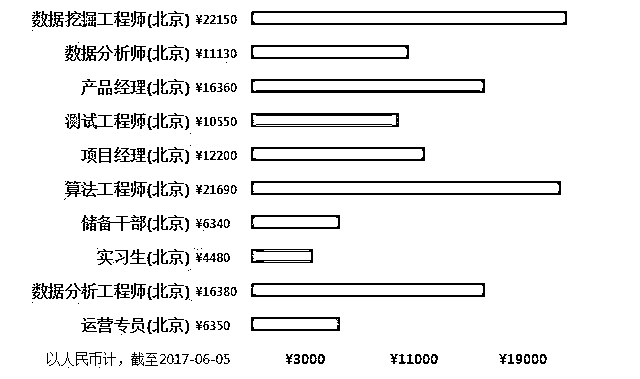 数据挖掘工程师(北京) ¥22150
数据分析师(北京) ¥11130
产品经理(北京) ¥16360
测试工程师(北京) ¥10550
项目经理(北京) ¥12200
算法工程师(北京) ¥21690
储备干部(北京) ¥6340
实习生(北京) ¥4480
数据分析工程师(北京) ¥16380
运营专员(北京) ¥6350
以人民币计，截至2017-06-05 ¥3000 ¥11000 ¥19000